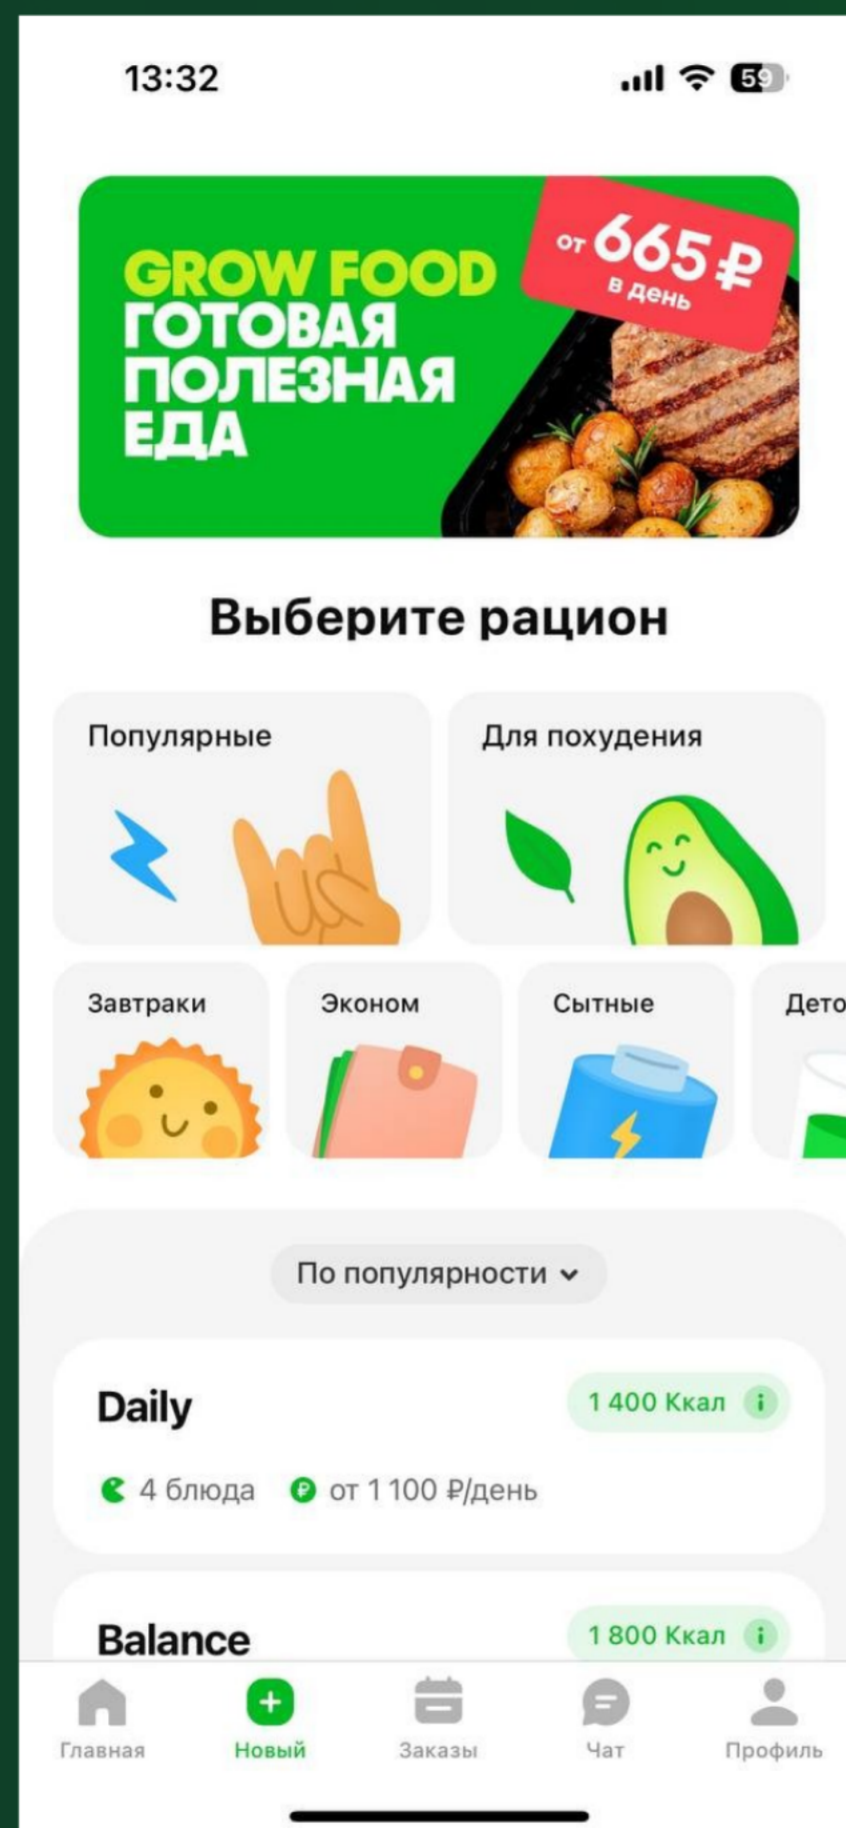 13:32
59
GROW FOOD
ГОТОВАЯ
ПОЛЕЗНАЯ
ЕДА
от 665 ₽
в день
Выберите рацион
Популярные
Для похудения
Завтраки
Эконом
Сытные
Дето
По популярности
Daily
1 400 Ккал
4 блюда
от 1 100 ₽/день
Balance
1 800 Ккал
Главная
Новый
Заказы
Чат
Профиль